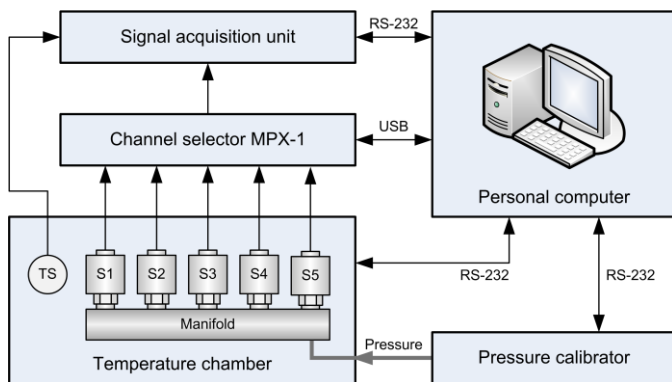 Signal acquisition unit
RS-232
Channel selector MPX-1
USB
Personal computer
TS
S1
S2
S3
S4
S5
Manifold
Temperature chamber
RS-232
RS-232
Pressure
Pressure calibrator